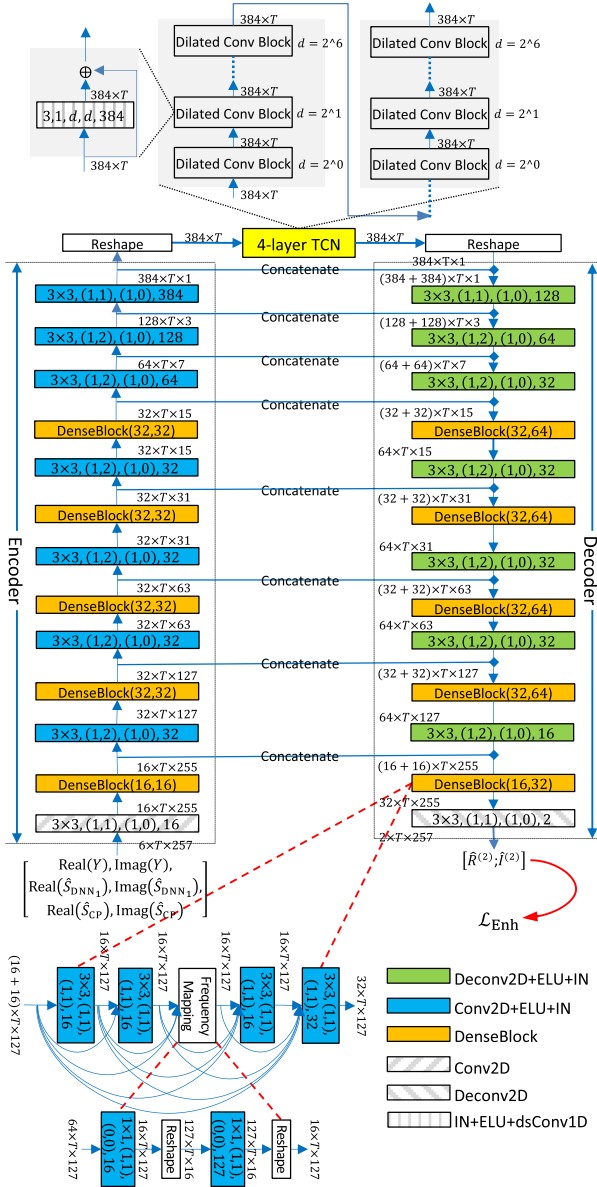 384×T
Dilated Conv Block
d = 2^6
384×T
Dilated Conv Block
d = 2^1
384×T
Dilated Conv Block
d = 2^0
384×T
Dilated Conv Block
d = 2^6
384×T
Dilated Conv Block
d = 2^1
384×T
Dilated Conv Block
d = 2^0
384×T
3,1,d,d,384
384×T
Reshape
384×T
4-layer TCN
384×T
Reshape
Encoder
384×T×1
3×3, (1,1), (1,0), 384
128×T×3
3×3, (1,2), (1,0), 128
64×T×7
3×3, (1,2), (1,0), 64
32×T×15
DenseBlock(32,32)
32×T×15
3×3, (1,2), (1,0), 32
32×T×31
DenseBlock(32,32)
32×T×31
3×3, (1,2), (1,0), 32
32×T×63
DenseBlock(32,32)
32×T×63
3×3, (1,2), (1,0), 32
32×T×127
DenseBlock(32,32)
32×T×127
3×3, (1,2), (1,0), 32
16×T×255
DenseBlock(16,16)
16×T×255
3×3, (1,1), (1,0), 16
6×T×257
Real(Y), Imag(Y),
Real(Ŝ_DNN₁), Imag(Ŝ_DNN₁),
Real(Ŝ_CP), Imag(Ŝ_CP)
Concatenate
Concatenate
Concatenate
Concatenate
Concatenate
Concatenate
Concatenate
Concatenate
Decoder
384×T×1
(384 + 384)×T×1
3×3, (1,1), (1,0), 128
(128 + 128)×T×3
3×3, (1,2), (1,0), 64
(64 + 64)×T×7
3×3, (1,2), (1,0), 32
(32 + 32)×T×15
DenseBlock(32,64)
64×T×15
3×3, (1,2), (1,0), 32
(32 + 32)×T×31
DenseBlock(32,64)
64×T×31
3×3, (1,2), (1,0), 32
(32 + 32)×T×63
DenseBlock(32,64)
64×T×63
3×3, (1,2), (1,0), 32
(32 + 32)×T×127
DenseBlock(32,64)
64×T×127
3×3, (1,2), (1,0), 16
(16 + 16)×T×255
DenseBlock(16,32)
32×T×255
3×3, (1,1), (1,0), 2
2×T×257
[R̂⁽²⁾; Î⁽²⁾]
ℒ_Enh
(16 + 16)×T×127
3×3, (1,1),
(1,1), 16
16×T×127
3×3, (1,1),
(1,1), 16
16×T×127
Frequency
Mapping
16×T×127
3×3, (1,1),
(1,1), 16
16×T×127
3×3, (1,1),
(1,1), 32
32×T×127
64×T×127
1×1, (1,1),
(0,0), 16
16×T×127
Reshape
127×T×16
1×1, (1,1),
(0,0), 127
127×T×16
Reshape
16×T×127
Deconv2D+ELU+IN
Conv2D+ELU+IN
DenseBlock
Conv2D
Deconv2D
IN+ELU+dsConv1D